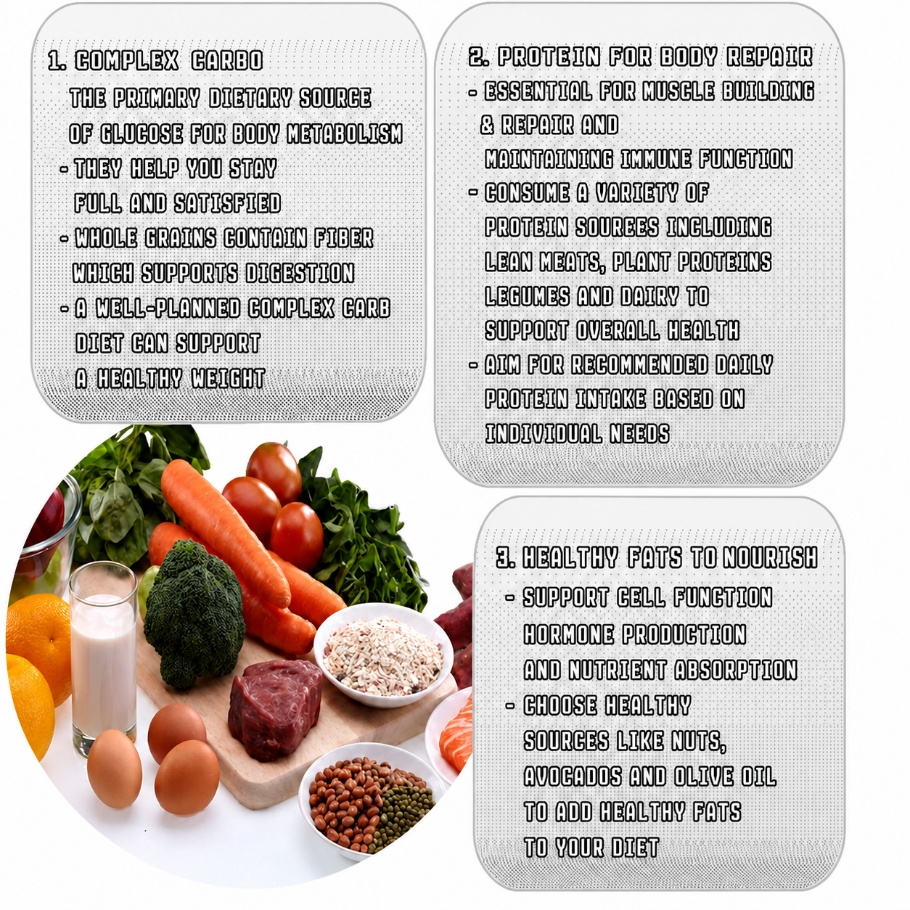 1. COMPLEX CARBO
THE PRIMARY DIETARY SOURCE
OF GLUCOSE FOR BODY METABOLISM
- THEY HELP YOU STAY
FULL AND SATISFIED
- WHOLE GRAINS CONTAIN FIBER
WHICH SUPPORTS DIGESTION
- A WELL-PLANNED COMPLEX CARB
DIET CAN SUPPORT
A HEALTHY WEIGHT
2. PROTEIN FOR BODY REPAIR
- ESSENTIAL FOR MUSCLE BUILDING
& REPAIR AND
MAINTAINING IMMUNE FUNCTION
- CONSUME A VARIETY OF
PROTEIN SOUREES INCLUDING
LEAN MEATS, PLANT PROTEINS
LEGUMES AND DAIRY TO
SUPPORT OVERALL HEALTH
- AIM FOR RECOMMENDED DAILY
PROTEIN INTAKE BASED ON
INDIVIDUAL NEEDS
3. HEALTHY FATS TO NOURISH
- SUPPORT CELL FUNCTION
HORMONE PRODUCTION
AND NUTRIENT ABSORPTION
- CHOOSE HEALTHY
SOURCES LIKE NUTS,
AVOCADOS AND OLIVE OIL
TO ADD HEALTHY FATS
TO YOUR DIET